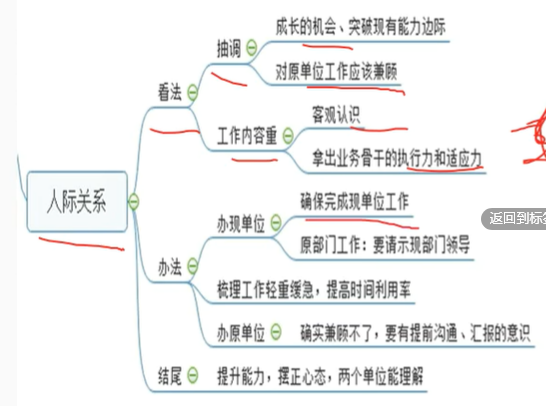 成长的机会、突破现有能力边际
抽调
对原单位工作应该兼顾
看法
客观认识
工作内容重
拿出业务骨干的执行力和适应力
人际关系
确保完成现单位工作
办现单位
原部门工作：要请示现部门领导
办法
梳理工作轻重缓急，提高时间利用率
办原单位 确实兼顾不了，要有提前沟通、汇报的意识
结尾 提升能力，摆正心态，两个单位能理解
返回到标